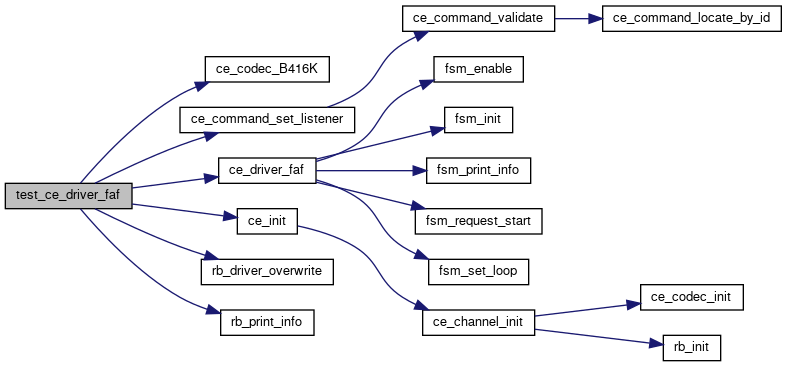 test_ce_driver_faf
ce_codec_B416K
ce_command_set_listener
ce_driver_faf
ce_init
rb_driver_overwrite
rb_print_info
ce_command_validate
fsm_enable
fsm_init
fsm_print_info
fsm_request_start
fsm_set_loop
ce_channel_init
ce_command_locate_by_id
ce_codec_init
rb_init